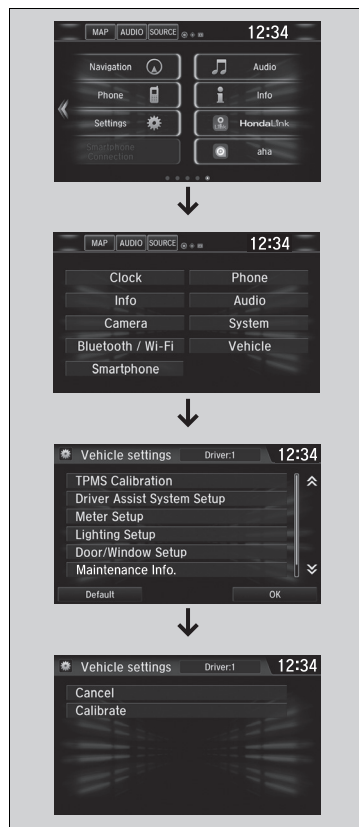 MAP AUDIO SOURCE 12:34
Navigation Audio
Phone Info
Settings HondaLink
Smartphone Connection aha
MAP AUDIO SOURCE 12:34
Clock Phone
Info Audio
Camera System
Bluetooth / Wi-Fi Vehicle
Smartphone
Vehicle settings Driver:1 12:34
TPMS Calibration
Driver Assist System Setup
Meter Setup
Lighting Setup
Door/Window Setup
Maintenance Info.
Default OK
Vehicle settings Driver:1 12:34
Cancel
Calibrate